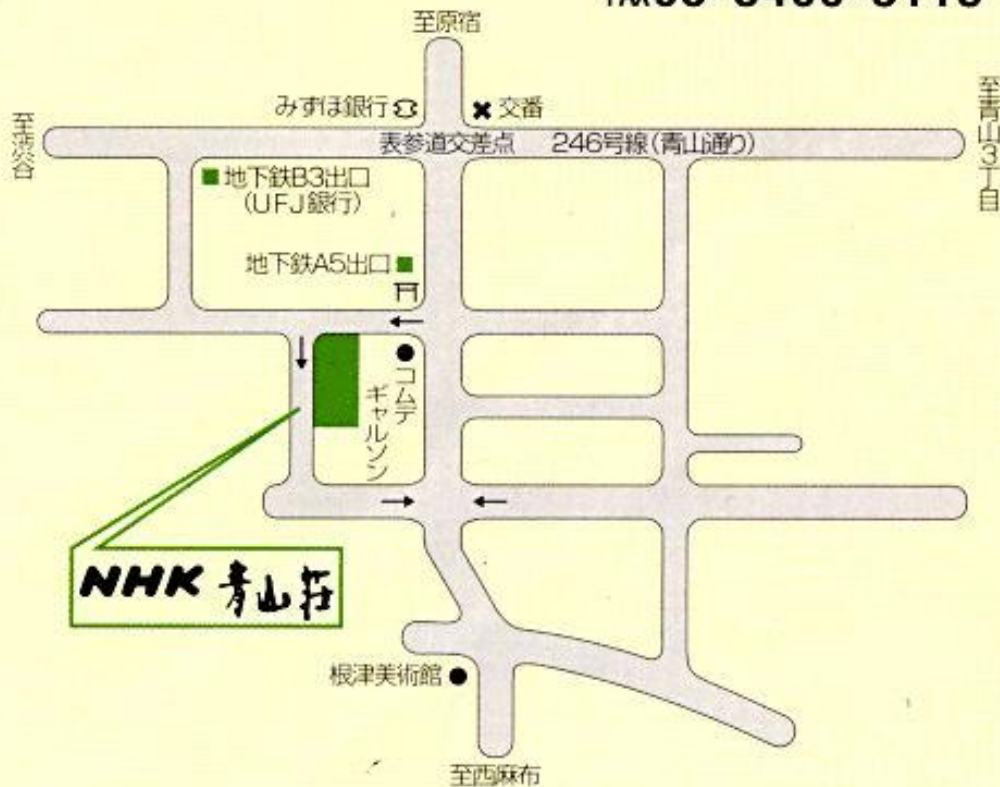 至原宿
至渋谷
みずほ銀行
交番
至青山3丁目
表参道交差点 246号線(青山通り)
地下鉄B3出口
(UFJ銀行)
地下鉄A5出口
コムデ
ギャルソン
NHK 青山荘
根津美術館
至西麻布